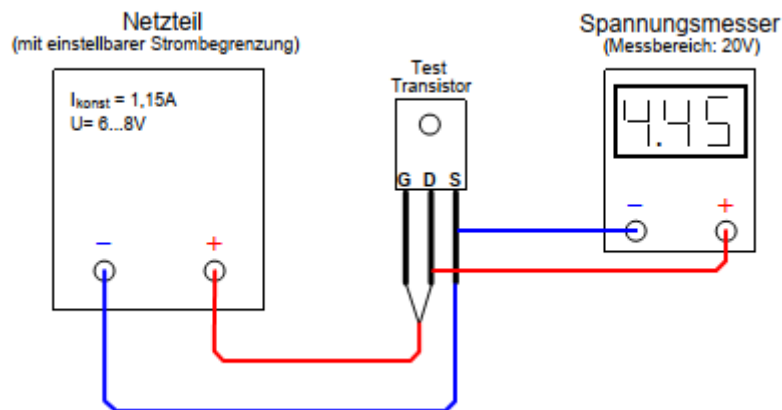 Netzteil
(mit einstellbarer Strombegrenzung)
Ikonst = 1,15A
U= 6...8V
− +
Test
Transistor
G D S
Spannungsmesser
(Messbereich: 20V)
4.45
− +